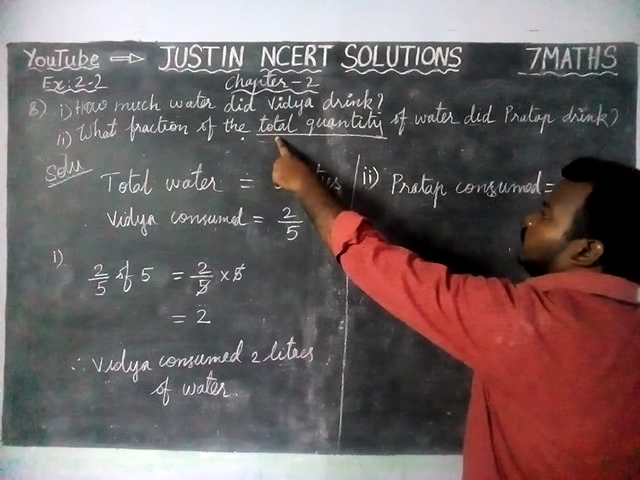 YouTube ⇒ JUSTIN NCERT SOLUTIONS 7MATHS
Ex: 2-2 Chapter-2
8) i) How much water did Vidya drink?
ii) What fraction of the total quantity of water did Pratap drink?
Solu
Total water =
Vidya consumed = 2/5
i)
2/5 of 5 = 2/5 × 5
= 2
∴ Vidya consumed 2 litres
of water.
ii) Pratap consumed =